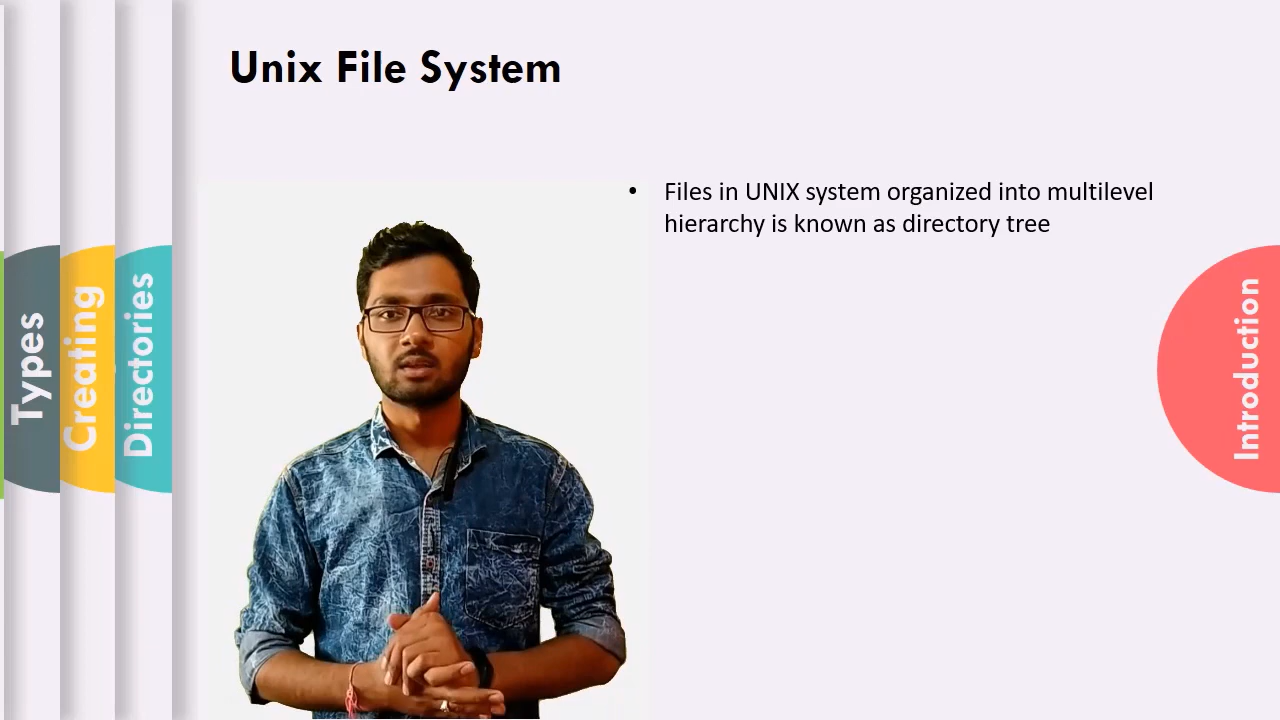 Unix File System
• Files in UNIX system organized into multilevel
hierarchy is known as directory tree
Types
Creating
Directories
Introduction